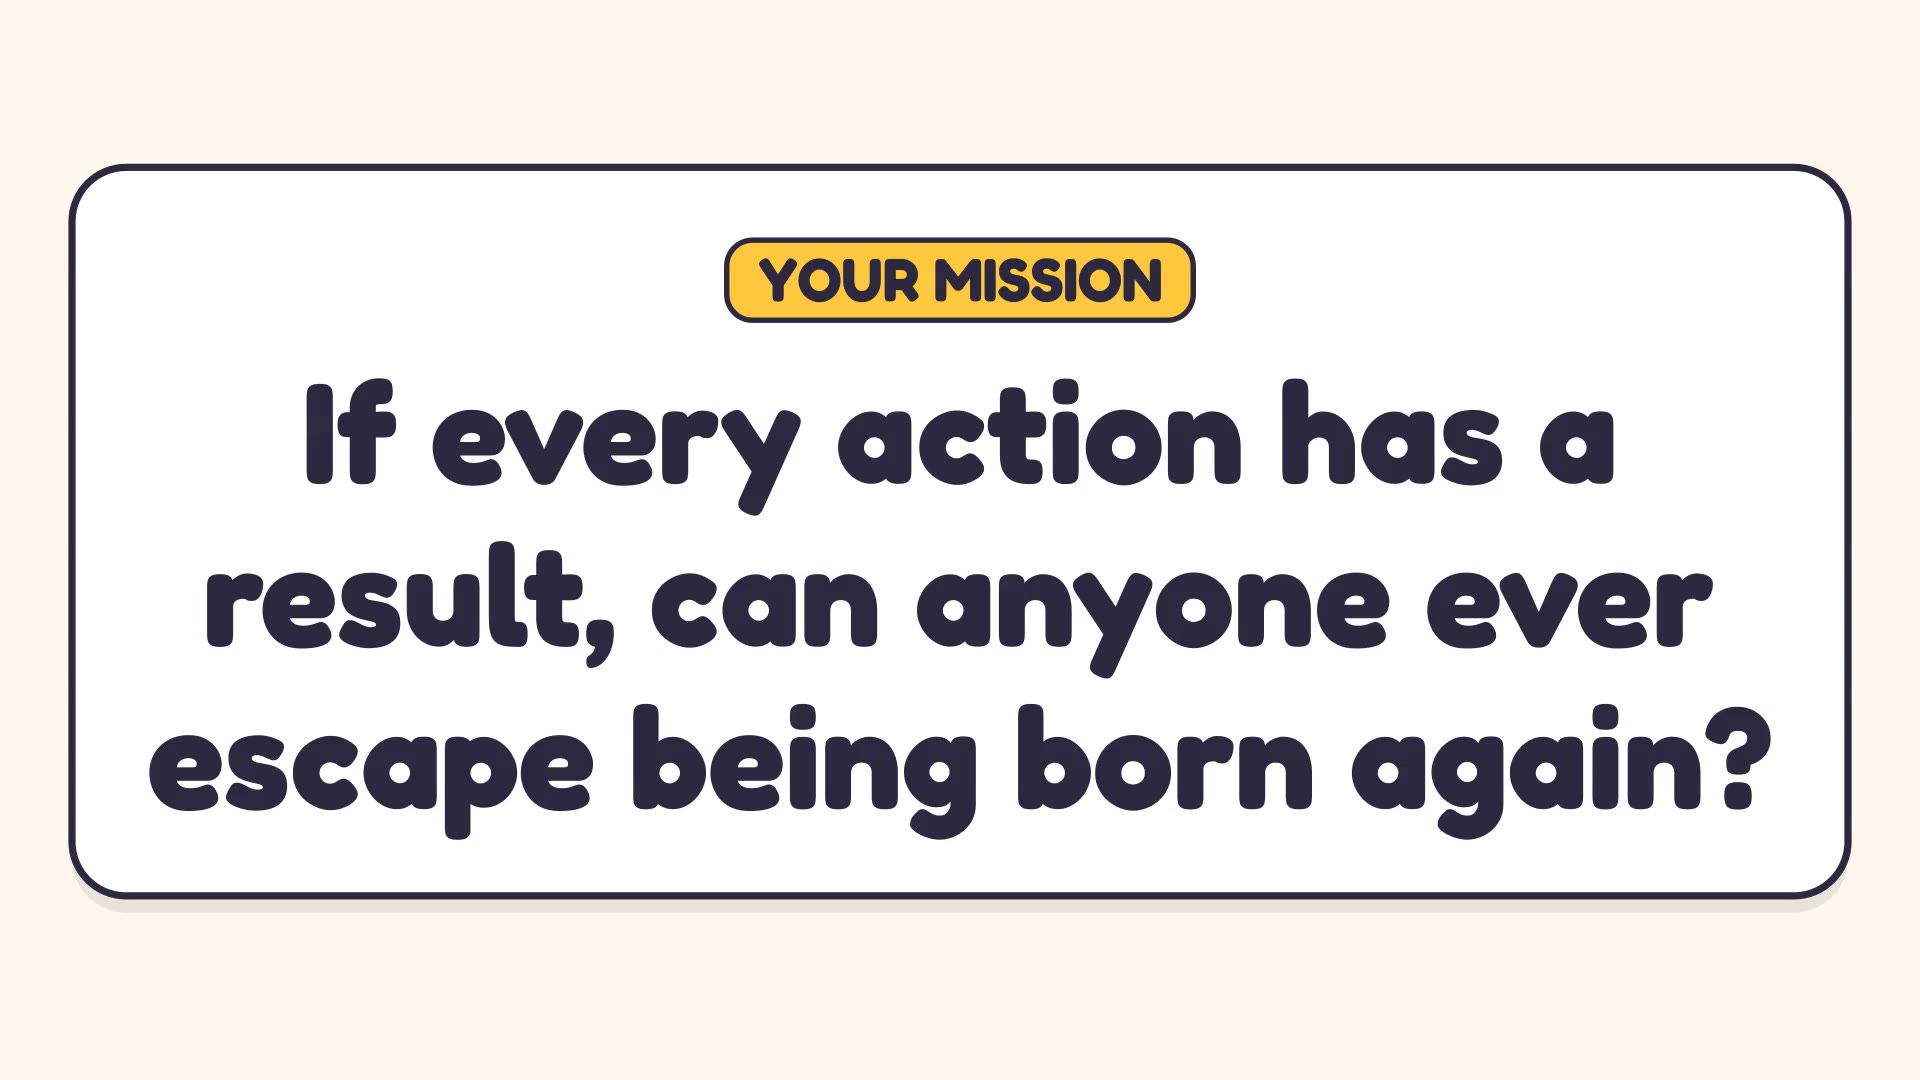 YOUR MISSION
If every action has a
result, can anyone ever
escape being born again?